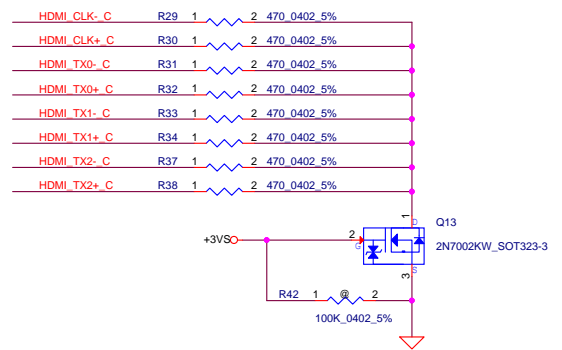 HDMI_CLK-_C R29 1 2 470_0402_5%
HDMI_CLK+_C R30 1 2 470_0402_5%
HDMI_TX0-_C R31 1 2 470_0402_5%
HDMI_TX0+_C R32 1 2 470_0402_5%
HDMI_TX1-_C R33 1 2 470_0402_5%
HDMI_TX1+_C R34 1 2 470_0402_5%
HDMI_TX2-_C R37 1 2 470_0402_5%
HDMI_TX2+_C R38 1 2 470_0402_5%
1 D Q13
+3VS 2 G 2N7002KW_SOT323-3
3 S
R42 1 @ 2
100K_0402_5%